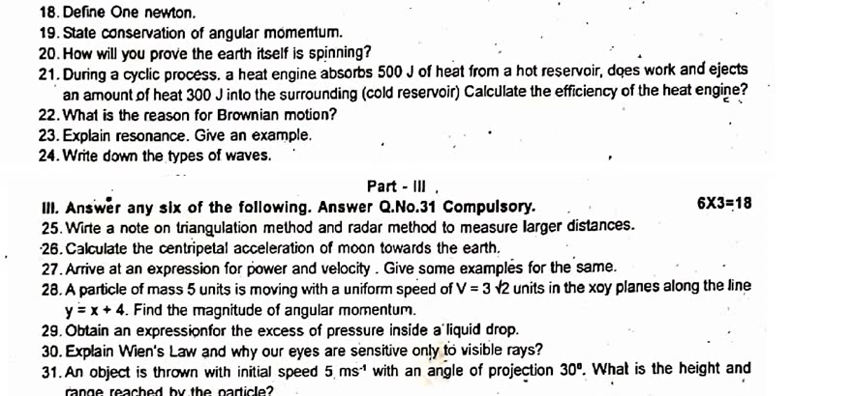 18. Define One newton.
19. State conservation of angular momentum.
20. How will you prove the earth itself is spinning?
21. During a cyclic process. a heat engine absorbs 500 J of heat from a hot reservoir, does work and ejects
an amount of heat 300 J into the surrounding (cold reservoir) Calculate the efficiency of the heat engine?
22. What is the reason for Brownian motion?
23. Explain resonance. Give an example.
24. Write down the types of waves.
Part - III
III. Answer any six of the following. Answer Q.No.31 Compulsory. 6X3=18
25. Wirte a note on triangulation method and radar method to measure larger distances.
26. Calculate the centripetal acceleration of moon towards the earth.
27. Arrive at an expression for power and velocity . Give some examples for the same.
28. A particle of mass 5 units is moving with a uniform speed of V = 3 √2 units in the xoy planes along the line
y = x + 4. Find the magnitude of angular momentum.
29. Obtain an expressionfor the excess of pressure inside a liquid drop.
30. Explain Wien's Law and why our eyes are sensitive only to visible rays?
31. An object is thrown with initial speed 5 ms⁻¹ with an angle of projection 30°. What is the height and
range reached by the particle?